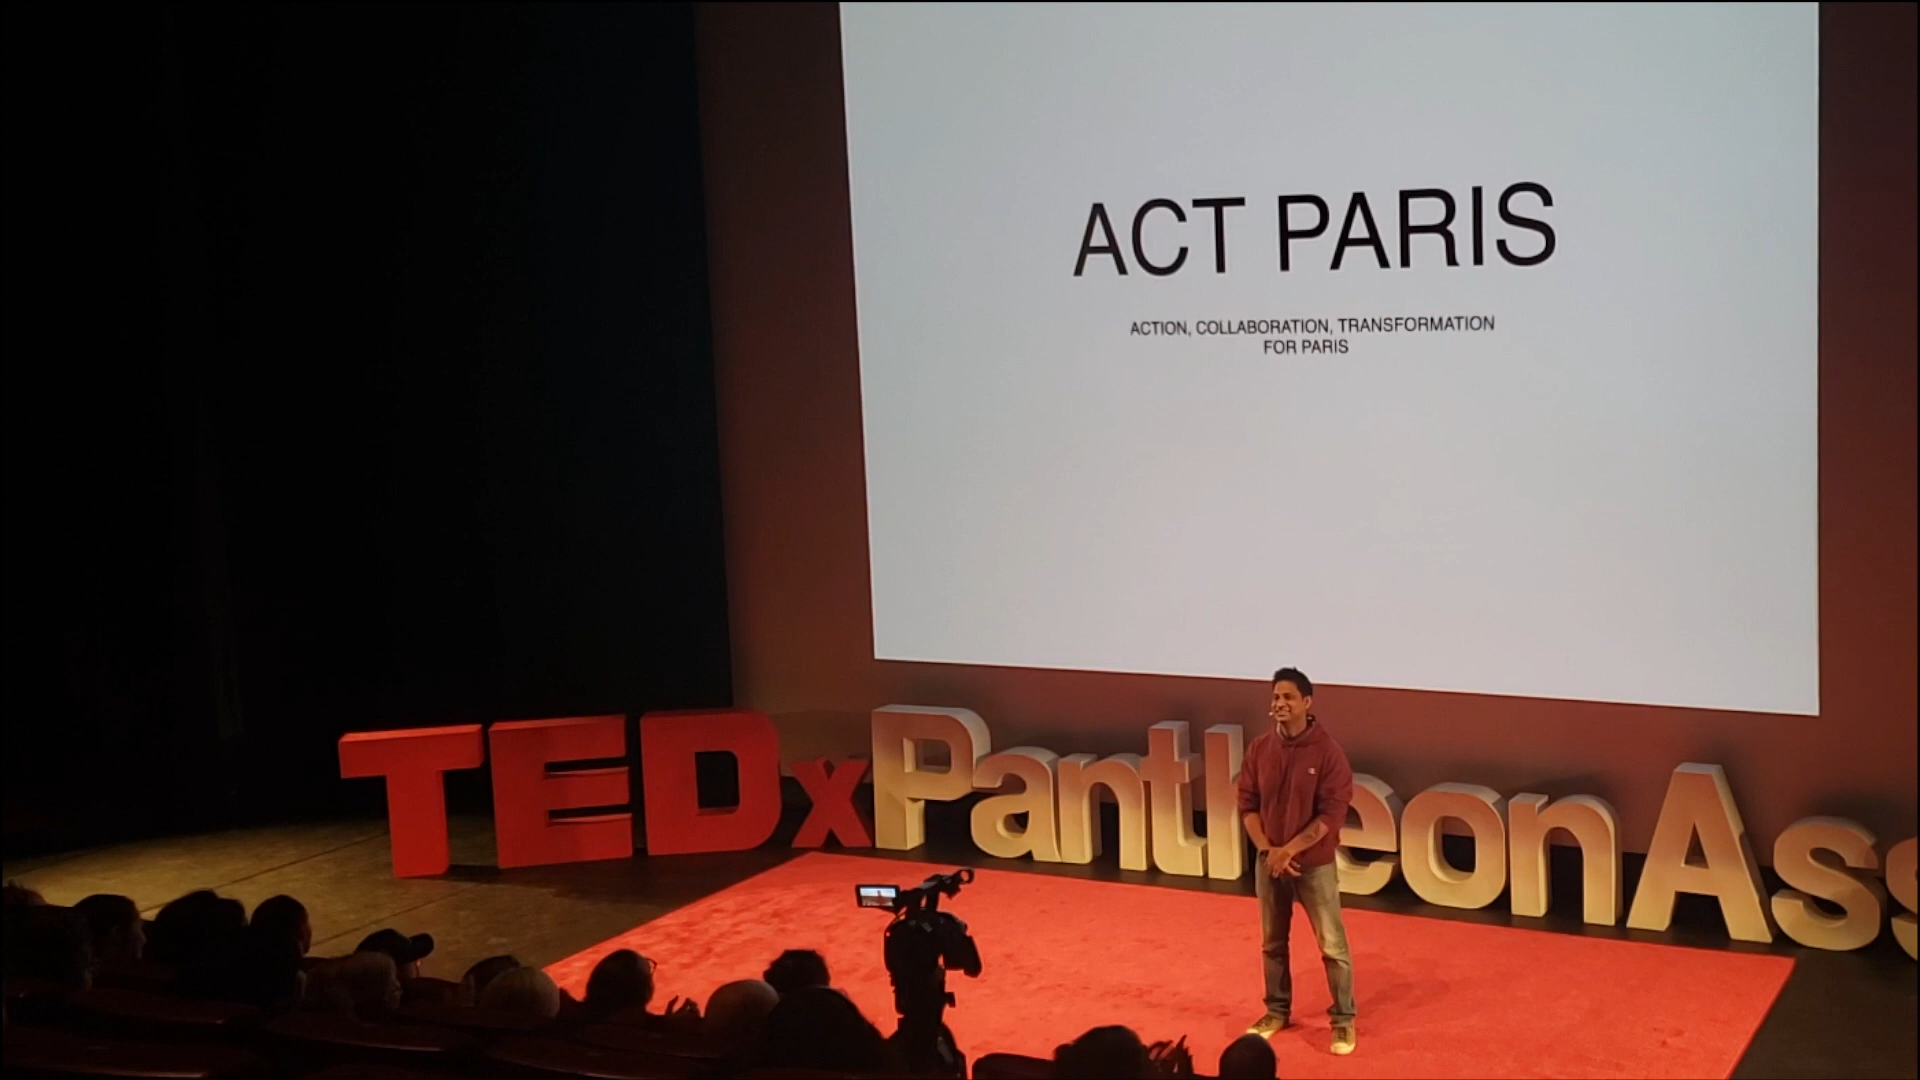 ACT PARIS
ACTION, COLLABORATION, TRANSFORMATION
FOR PARIS
TEDxPantheonAss